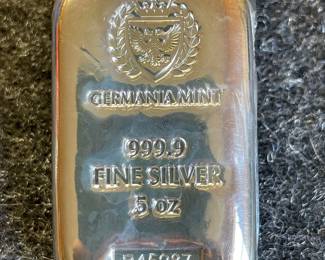 GERMANIA MINT
999.9
FINE SILVER
5 oz